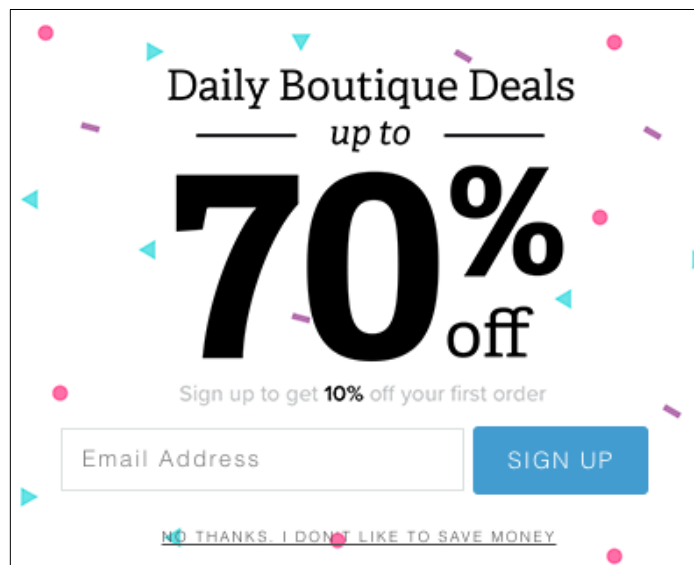 Daily Boutique Deals
up to
70% off
Sign up to get 10% off your first order
Email Address
SIGN UP
NO THANKS. I DON'T LIKE TO SAVE MONEY